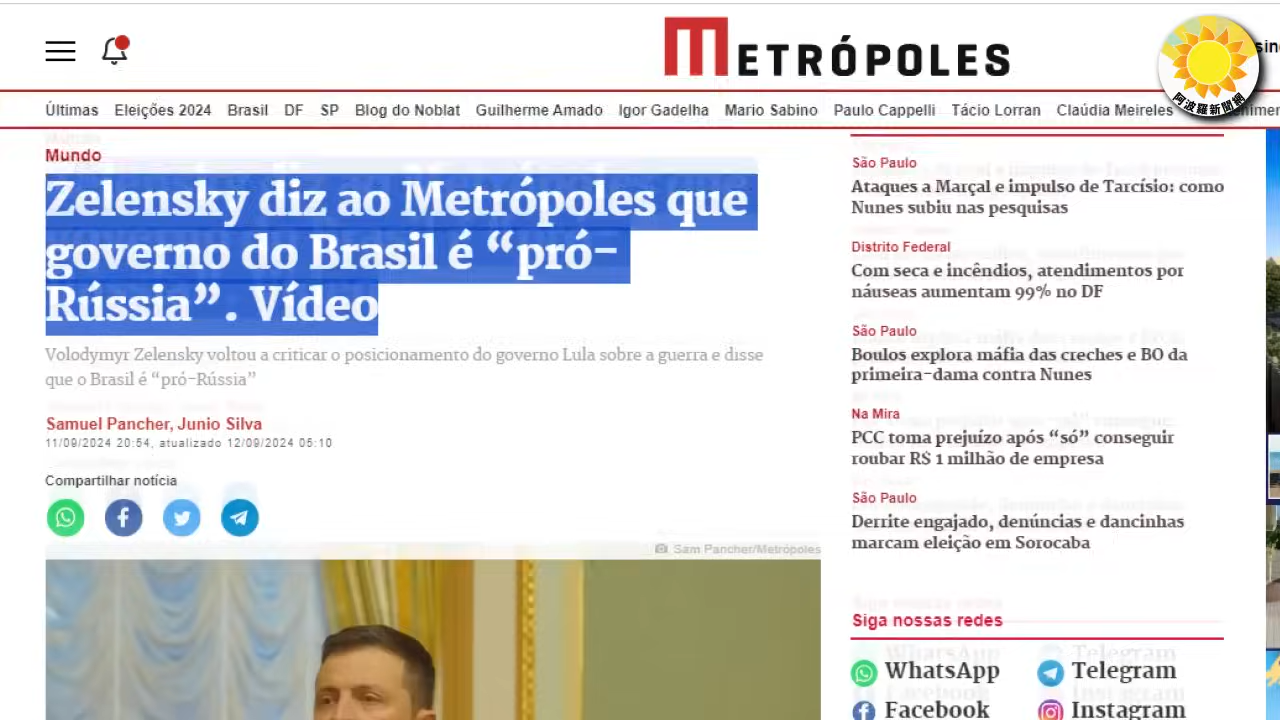 METRÓPOLES
阿波羅新聞網
Últimas Eleições 2024 Brasil DF SP Blog do Noblat Guilherme Amado Igor Gadelha Mario Sabino Paulo Cappelli Tácio Lorran Claúdia Meireles
Mundo
Zelensky diz ao Metrópoles que
governo do Brasil é “pró-
Rússia”. Vídeo
Volodymyr Zelensky voltou a criticar o posicionamento do governo Lula sobre a guerra e disse
que o Brasil é “pró-Rússia”
Samuel Pancher, Junio Silva
11/09/2024 20:54, atualizado 12/09/2024 05:10
Compartilhar notícia
Sam Pancher/Metrópoles
São Paulo
Ataques a Marçal e impulso de Tarcísio: como
Nunes subiu nas pesquisas
Distrito Federal
Com seca e incêndios, atendimentos por
náuseas aumentam 99% no DF
São Paulo
Boulos explora máfia das creches e BO da
primeira-dama contra Nunes
Na Mira
PCC toma prejuízo após “só” conseguir
roubar R$ 1 milhão de empresa
São Paulo
Derrite engajado, denúncias e dancinhas
marcam eleição em Sorocaba
Siga nossas redes
WhatsApp Telegram
Facebook Instagram